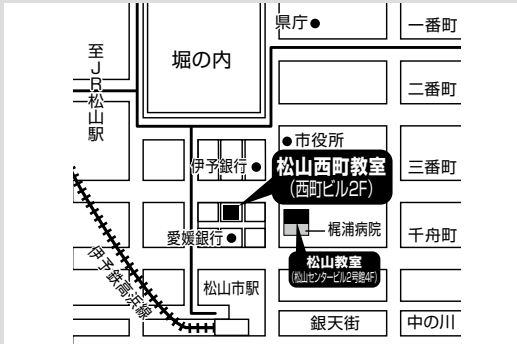 県庁
一番町
堀の内
至JR松山駅
二番町
市役所
伊予銀行
松山西町教室
(西町ビル2F)
三番町
愛媛銀行
梶浦病院
千舟町
伊予鉄高浜線
松山教室
(松山センタービル2号館4F)
松山市駅
銀天街
中の川